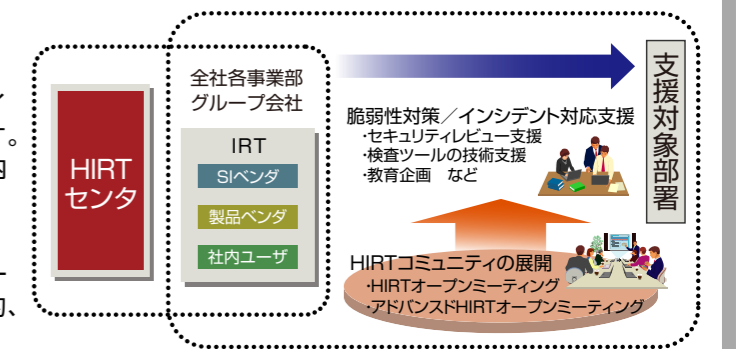 HIRT
センタ
全社各事業部
グループ会社
IRT
SIベンダ
製品ベンダ
社内ユーザ
脆弱性対策／インシデント対応支援
・セキュリティレビュー支援
・検査ツールの技術支援
・教育企画　など
支援対象部署
HIRTコミュニティの展開
・HIRTオープンミーティング
・アドバンスドHIRTオープンミーティング